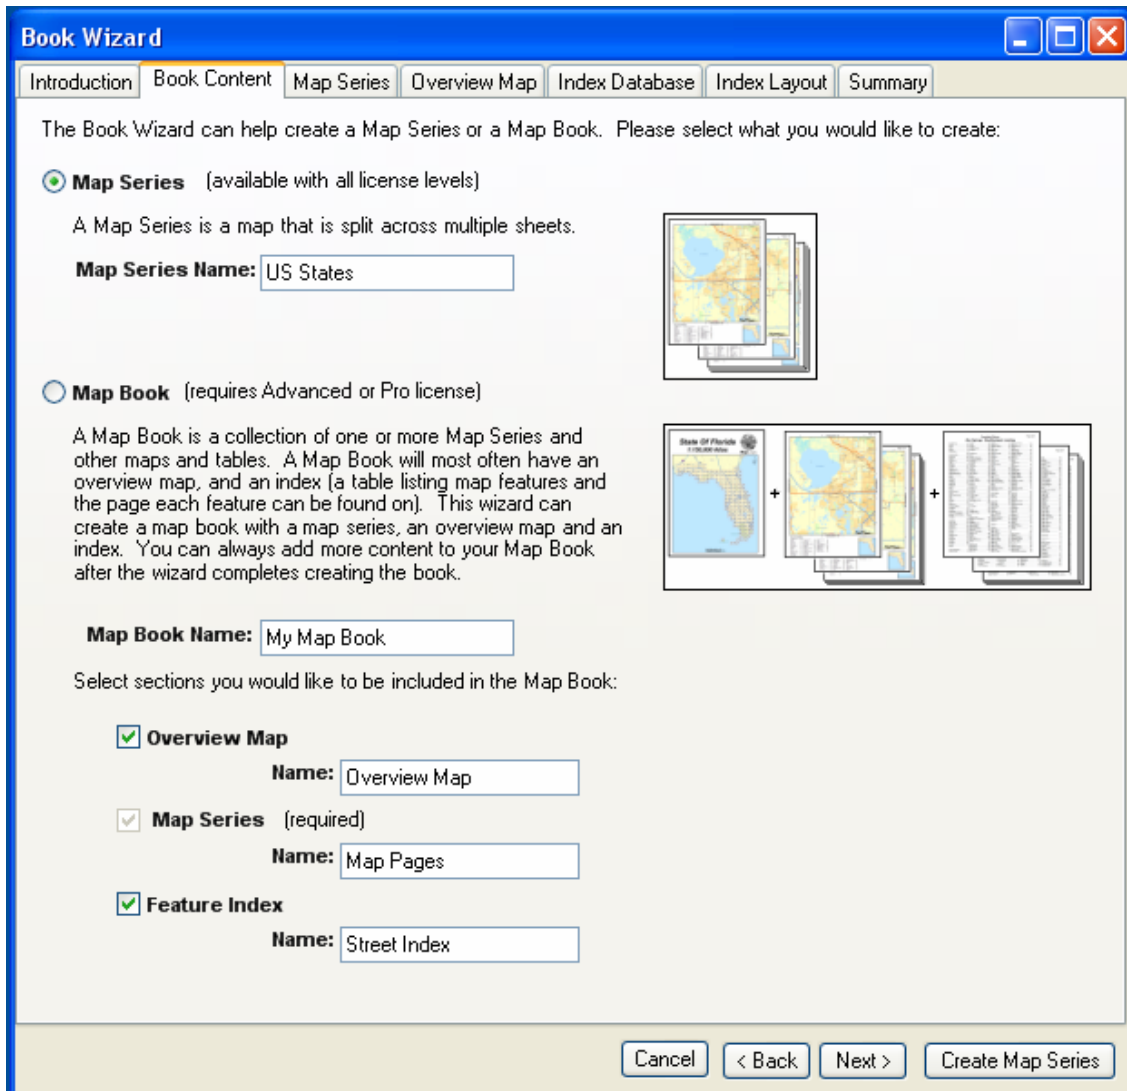 Book Wizard
Introduction Book Content Map Series Overview Map Index Database Index Layout Summary
The Book Wizard can help create a Map Series or a Map Book. Please select what you would like to create:
Map Series (available with all license levels)
A Map Series is a map that is split across multiple sheets.
Map Series Name: US States
Map Book (requires Advanced or Pro license)
A Map Book is a collection of one or more Map Series and
other maps and tables. A Map Book will most often have an
overview map, and an index (a table listing map features and
the page each feature can be found on). This wizard can
create a map book with a map series, an overview map and an
index. You can always add more content to your Map Book
after the wizard completes creating the book.
State Of Florida
+ +
Map Book Name: My Map Book
Select sections you would like to be included in the Map Book:
Overview Map
Name: Overview Map
Map Series (required)
Name: Map Pages
Feature Index
Name: Street Index
Cancel < Back Next > Create Map Series